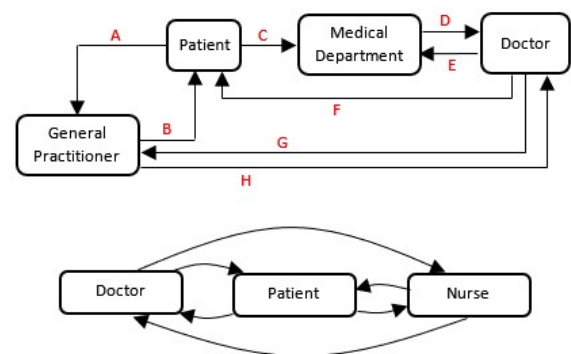 A
Patient
C
Medical
Department
D
E
Doctor
F
General
Practitioner
B
G
H
Doctor
Patient
Nurse